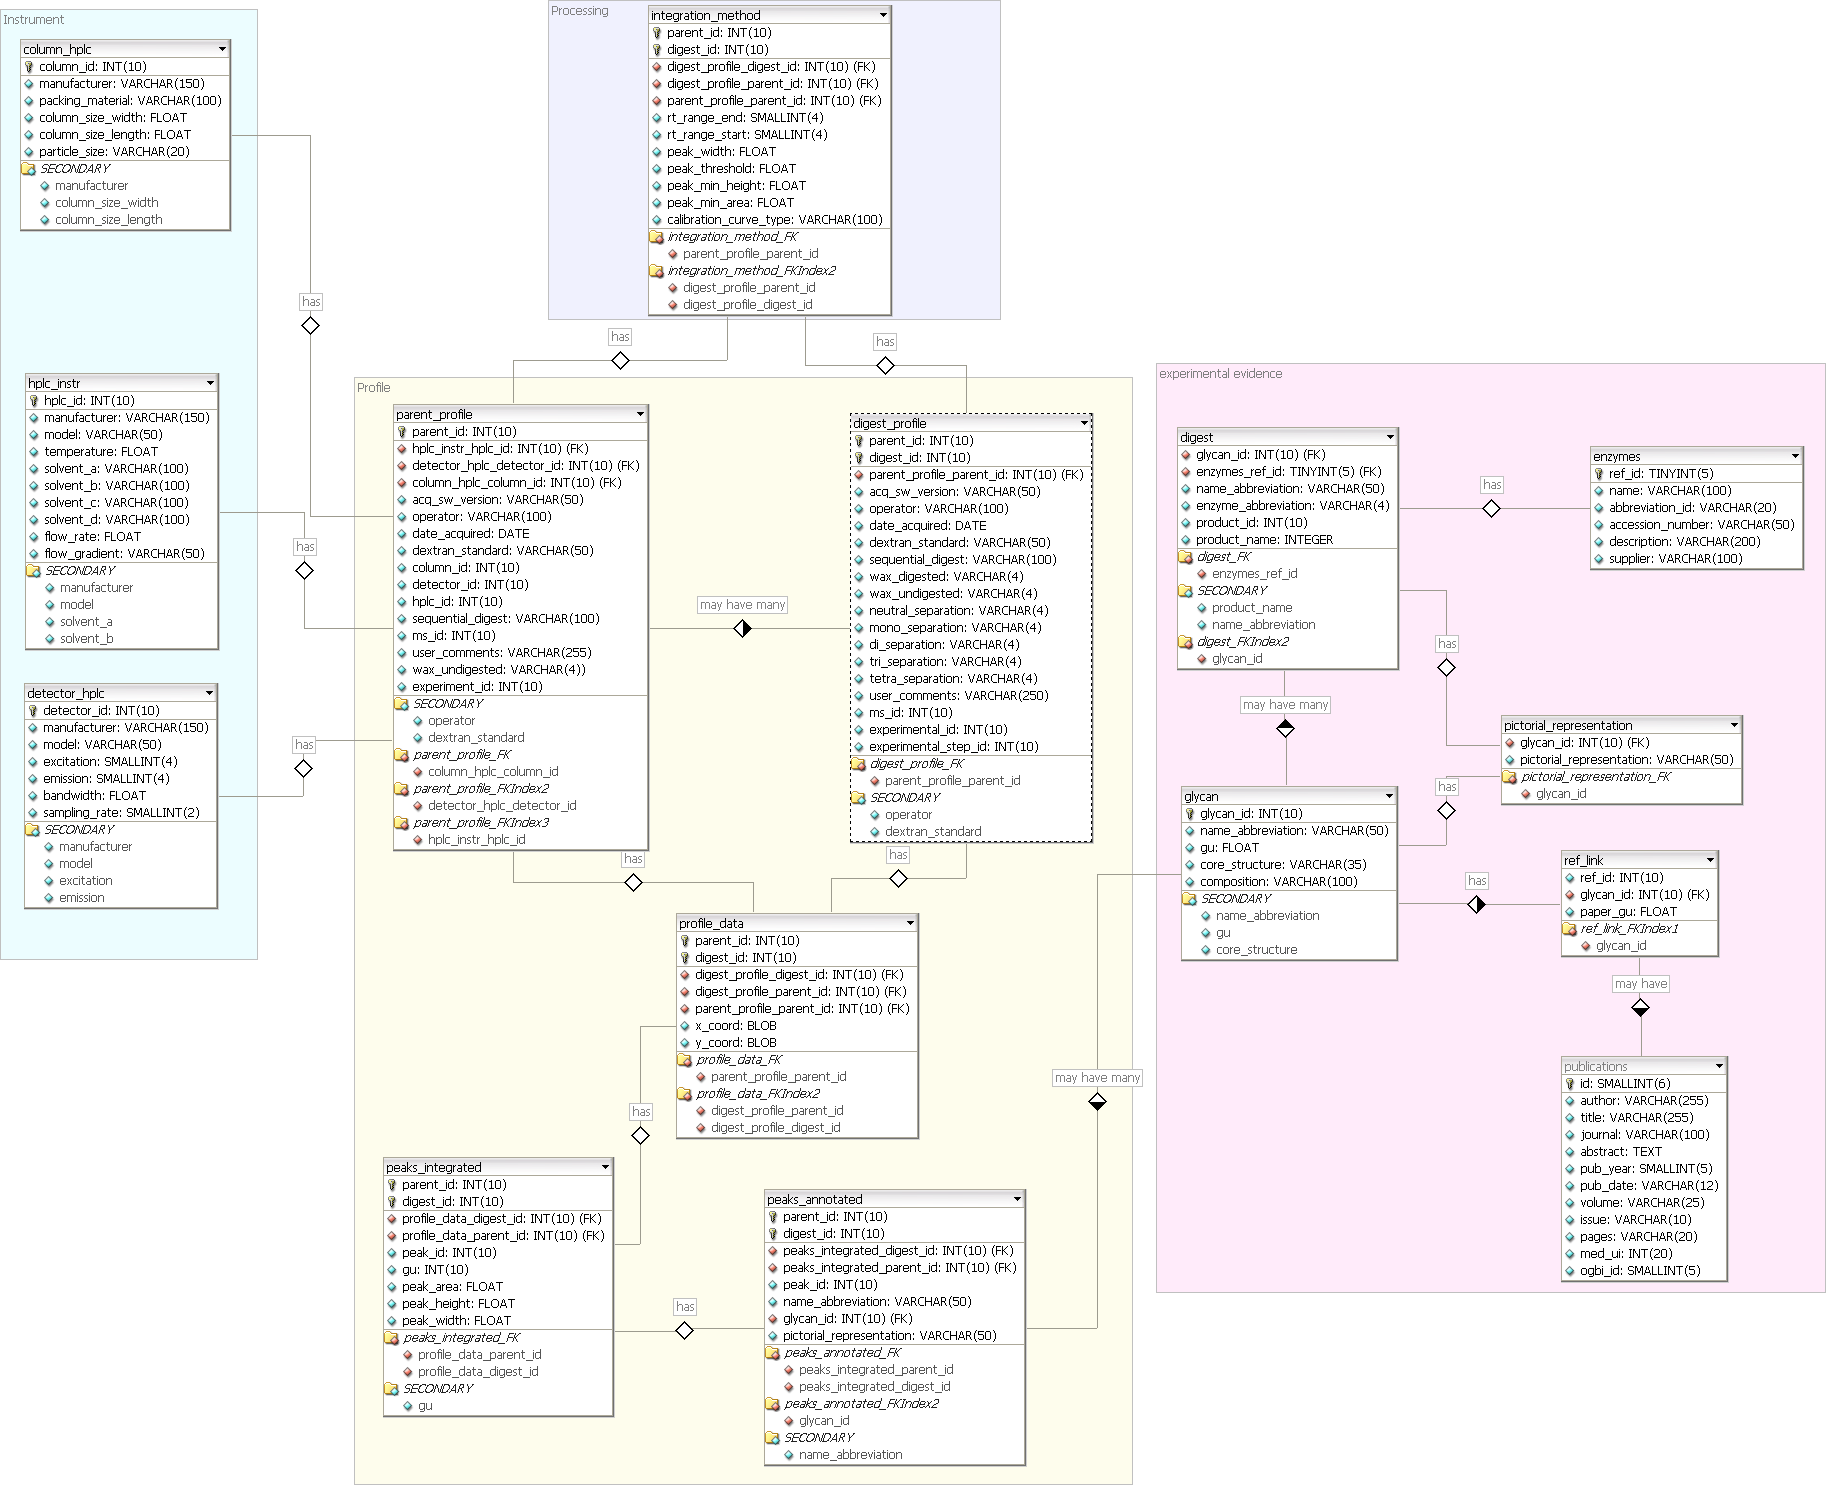 Instrument
column_hplc
column_id: INT(10)
manufacturer: VARCHAR(150)
packing_material: VARCHAR(100)
column_size_width: FLOAT
column_size_length: FLOAT
particle_size: VARCHAR(20)
SECONDARY
manufacturer
column_size_width
column_size_length
has
hplc_instr
hplc_id: INT(10)
manufacturer: VARCHAR(150)
model: VARCHAR(50)
temperature: FLOAT
solvent_a: VARCHAR(100)
solvent_b: VARCHAR(100)
solvent_c: VARCHAR(100)
solvent_d: VARCHAR(100)
flow_rate: FLOAT
flow_gradient: VARCHAR(50)
SECONDARY
manufacturer
model
solvent_a
solvent_b
has
detector_hplc
detector_id: INT(10)
manufacturer: VARCHAR(150)
model: VARCHAR(50)
excitation: SMALLINT(4)
emission: SMALLINT(4)
bandwidth: FLOAT
sampling_rate: SMALLINT(2)
SECONDARY
manufacturer
model
excitation
emission
has
Processing
integration_method
parent_id: INT(10)
digest_id: INT(10)
digest_profile_digest_id: INT(10) (FK)
digest_profile_parent_id: INT(10) (FK)
parent_profile_parent_id: INT(10) (FK)
rt_range_end: SMALLINT(4)
rt_range_start: SMALLINT(4)
peak_width: FLOAT
peak_threshold: FLOAT
peak_min_height: FLOAT
peak_min_area: FLOAT
calibration_curve_type: VARCHAR(100)
integration_method_FK
parent_profile_parent_id
integration_method_FKIndex2
digest_profile_parent_id
digest_profile_digest_id
has
has
Profile
parent_profile
parent_id: INT(10)
hplc_instr_hplc_id: INT(10) (FK)
detector_hplc_detector_id: INT(10) (FK)
column_hplc_column_id: INT(10) (FK)
acq_sw_version: VARCHAR(50)
operator: VARCHAR(100)
date_acquired: DATE
dextran_standard: VARCHAR(50)
column_id: INT(10)
detector_id: INT(10)
hplc_id: INT(10)
sequential_digest: VARCHAR(100)
ms_id: INT(10)
user_comments: VARCHAR(255)
wax_undigested: VARCHAR(4))
experiment_id: INT(10)
SECONDARY
operator
dextran_standard
parent_profile_FK
column_hplc_column_id
parent_profile_FKIndex2
detector_hplc_detector_id
parent_profile_FKIndex3
hplc_instr_hplc_id
may have many
digest_profile
parent_id: INT(10)
digest_id: INT(10)
parent_profile_parent_id: INT(10) (FK)
acq_sw_version: VARCHAR(50)
operator: VARCHAR(100)
date_acquired: DATE
dextran_standard: VARCHAR(50)
sequential_digest: VARCHAR(100)
wax_digested: VARCHAR(4)
wax_undigested: VARCHAR(4)
neutral_separation: VARCHAR(4)
mono_separation: VARCHAR(4)
di_separation: VARCHAR(4)
tri_separation: VARCHAR(4)
tetra_separation: VARCHAR(4)
user_comments: VARCHAR(250)
ms_id: INT(10)
experimental_id: INT(10)
experimental_step_id: INT(10)
digest_profile_FK
parent_profile_parent_id
SECONDARY
operator
dextran_standard
has
has
profile_data
parent_id: INT(10)
digest_id: INT(10)
digest_profile_digest_id: INT(10) (FK)
digest_profile_parent_id: INT(10) (FK)
parent_profile_parent_id: INT(10) (FK)
x_coord: BLOB
y_coord: BLOB
profile_data_FK
parent_profile_parent_id
profile_data_FKIndex2
digest_profile_parent_id
digest_profile_digest_id
has
peaks_integrated
parent_id: INT(10)
digest_id: INT(10)
profile_data_digest_id: INT(10) (FK)
profile_data_parent_id: INT(10) (FK)
peak_id: INT(10)
gu: INT(10)
peak_area: FLOAT
peak_height: FLOAT
peak_width: FLOAT
peaks_integrated_FK
profile_data_parent_id
profile_data_digest_id
SECONDARY
gu
has
peaks_annotated
parent_id: INT(10)
digest_id: INT(10)
peaks_integrated_digest_id: INT(10) (FK)
peaks_integrated_parent_id: INT(10) (FK)
peak_id: INT(10)
name_abbreviation: VARCHAR(50)
glycan_id: INT(10) (FK)
pictorial_representation: VARCHAR(50)
peaks_annotated_FK
peaks_integrated_parent_id
peaks_integrated_digest_id
peaks_annotated_FKIndex2
glycan_id
SECONDARY
name_abbreviation
may have many
experimental evidence
digest
glycan_id: INT(10) (FK)
enzymes_ref_id: TINYINT(5) (FK)
name_abbreviation: VARCHAR(50)
enzyme_abbreviation: VARCHAR(4)
product_id: INT(10)
product_name: INTEGER
digest_FK
enzymes_ref_id
SECONDARY
product_name
name_abbreviation
digest_FKIndex2
glycan_id
has
enzymes
ref_id: TINYINT(5)
name: VARCHAR(100)
abbreviation_id: VARCHAR(20)
accession_number: VARCHAR(50)
description: VARCHAR(200)
supplier: VARCHAR(100)
has
may have many
pictorial_representation
glycan_id: INT(10) (FK)
pictorial_representation: VARCHAR(50)
pictorial_representation_FK
glycan_id
has
glycan
glycan_id: INT(10)
name_abbreviation: VARCHAR(50)
gu: FLOAT
core_structure: VARCHAR(35)
composition: VARCHAR(100)
SECONDARY
name_abbreviation
gu
core_structure
has
ref_link
ref_id: INT(10)
glycan_id: INT(10) (FK)
paper_gu: FLOAT
ref_link_FKIndex1
glycan_id
may have
publications
id: SMALLINT(6)
author: VARCHAR(255)
title: VARCHAR(255)
journal: VARCHAR(100)
abstract: TEXT
pub_year: SMALLINT(5)
pub_date: VARCHAR(12)
volume: VARCHAR(25)
issue: VARCHAR(10)
pages: VARCHAR(20)
med_ui: INT(20)
ogbi_id: SMALLINT(5)